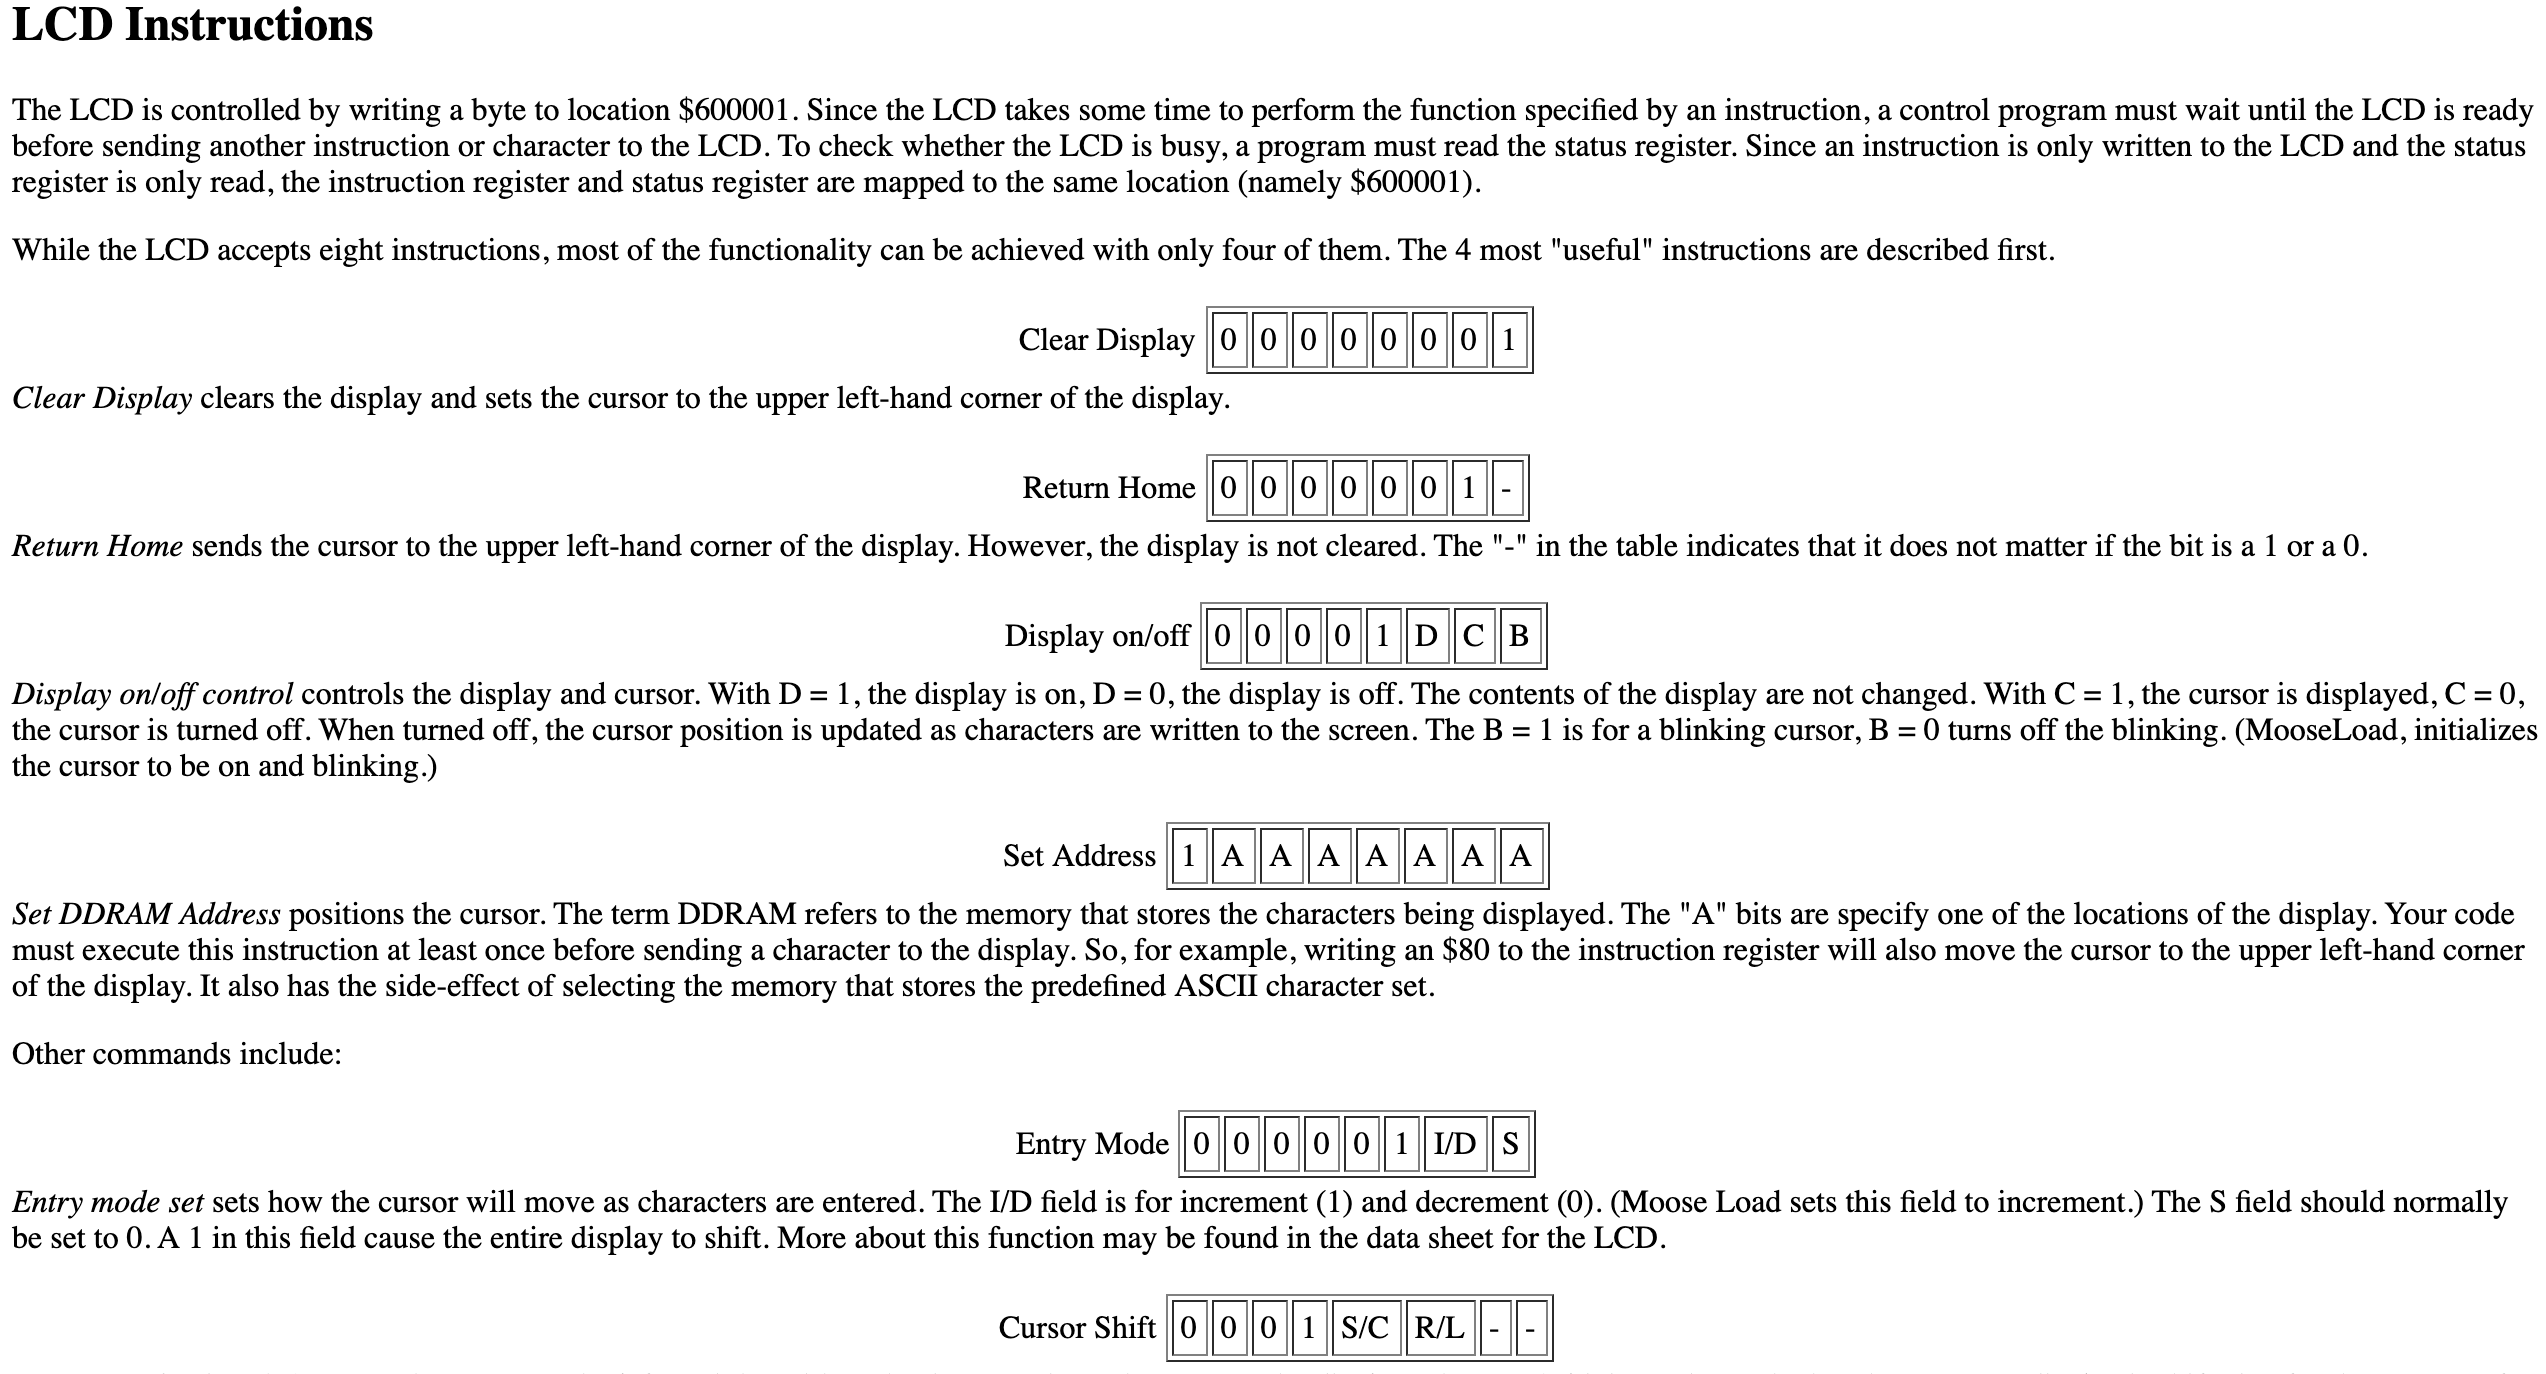 LCD Instructions
The LCD is controlled by writing a byte to location $600001. Since the LCD takes some time to perform the function specified by an instruction, a control program must wait until the LCD is ready
before sending another instruction or character to the LCD. To check whether the LCD is busy, a program must read the status register. Since an instruction is only written to the LCD and the status
register is only read, the instruction register and status register are mapped to the same location (namely $600001).
While the LCD accepts eight instructions, most of the functionality can be achieved with only four of them. The 4 most "useful" instructions are described first.
Clear Display 0 0 0 0 0 0 0 1
Clear Display clears the display and sets the cursor to the upper left-hand corner of the display.
Return Home 0 0 0 0 0 0 1 -
Return Home sends the cursor to the upper left-hand corner of the display. However, the display is not cleared. The "-" in the table indicates that it does not matter if the bit is a 1 or a 0.
Display on/off 0 0 0 0 1 D C B
Display on/off control controls the display and cursor. With D = 1, the display is on, D = 0, the display is off. The contents of the display are not changed. With C = 1, the cursor is displayed, C = 0,
the cursor is turned off. When turned off, the cursor position is updated as characters are written to the screen. The B = 1 is for a blinking cursor, B = 0 turns off the blinking. (MooseLoad, initializes
the cursor to be on and blinking.)
Set Address 1 A A A A A A A
Set DDRAM Address positions the cursor. The term DDRAM refers to the memory that stores the characters being displayed. The "A" bits are specify one of the locations of the display. Your code
must execute this instruction at least once before sending a character to the display. So, for example, writing an $80 to the instruction register will also move the cursor to the upper left-hand corner
of the display. It also has the side-effect of selecting the memory that stores the predefined ASCII character set.
Other commands include:
Entry Mode 0 0 0 0 0 1 I/D S
Entry mode set sets how the cursor will move as characters are entered. The I/D field is for increment (1) and decrement (0). (Moose Load sets this field to increment.) The S field should normally
be set to 0. A 1 in this field cause the entire display to shift. More about this function may be found in the data sheet for the LCD.
Cursor Shift 0 0 0 1 S/C R/L - -